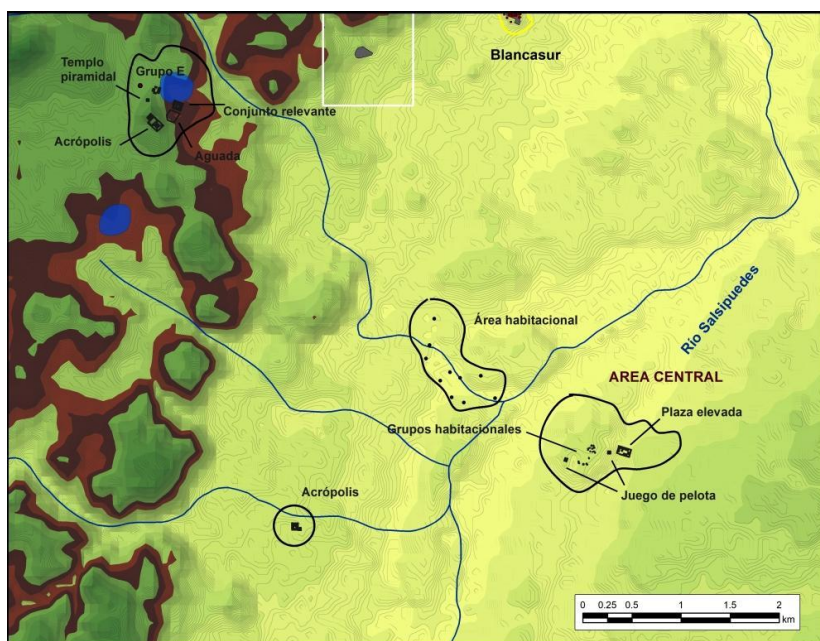 Blancasur
Templo
piramidal
Grupo E
Conjunto relevante
Acrópolis
Aguada
Río Salsipuedes
Área habitacional
AREA CENTRAL
Plaza elevada
Grupos habitacionales
Juego de pelota
Acrópolis
0 0.25 0.5 1 1.5 2
km